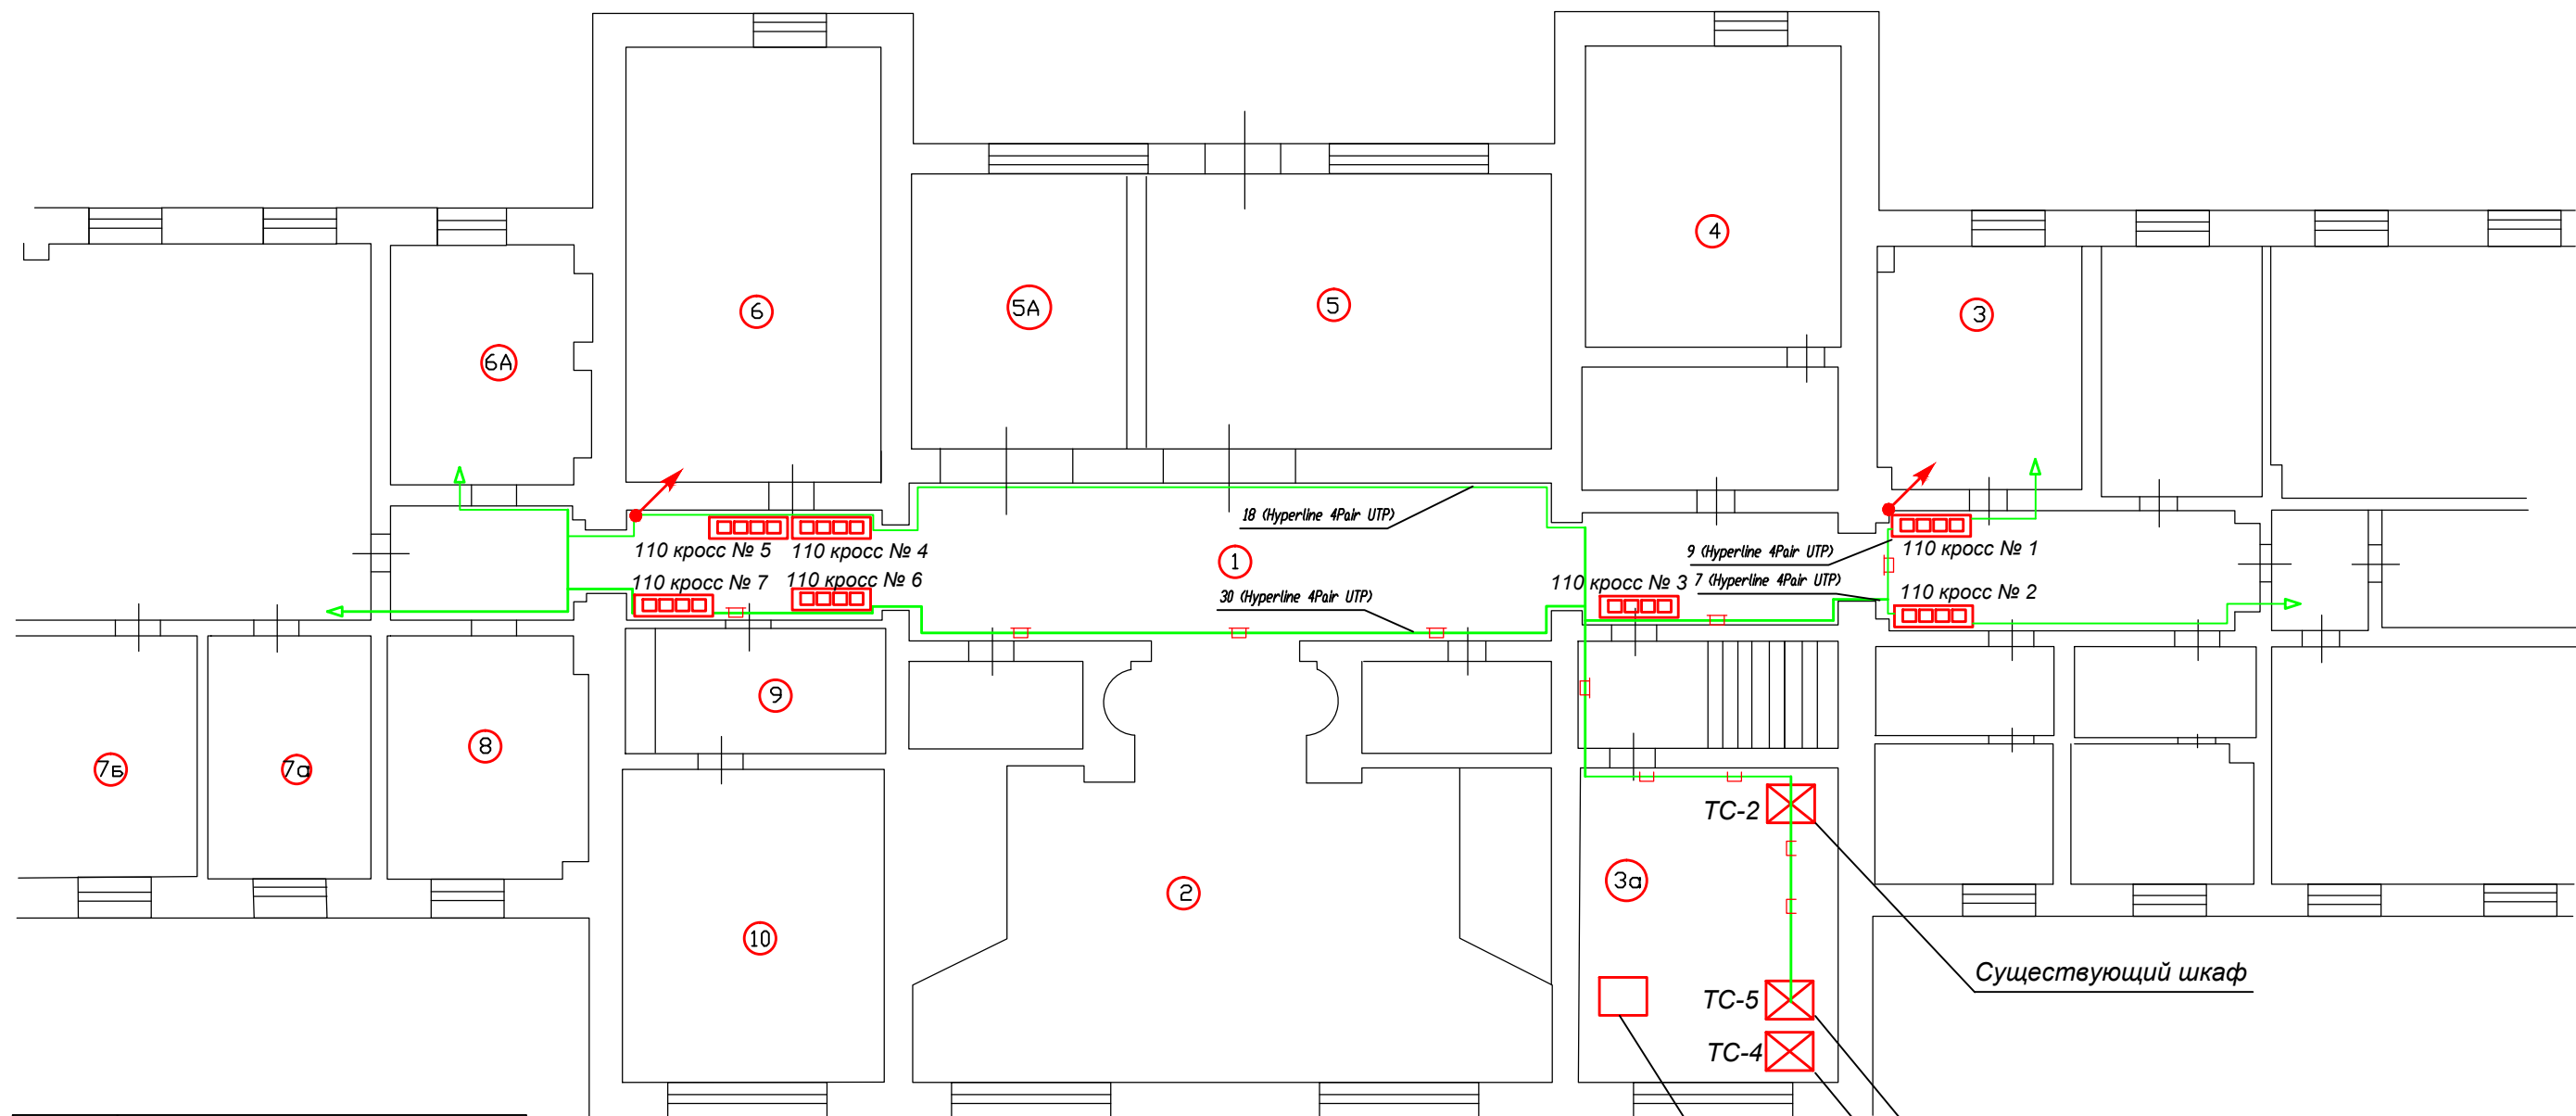 4
6
5А
5
3
6А
18 (Hyperline 4Pair UTP)
110 кросс № 5
110 кросс № 4
1
9 (Hyperline 4Pair UTP)
110 кросс № 1
110 кросс № 7
110 кросс № 6
30 (Hyperline 4Pair UTP)
110 кросс № 3
7 (Hyperline 4Pair UTP)
110 кросс № 2
9
8
7Б
7а
ТС-2
3а
2
10
Существующий шкаф
ТС-5
ТС-4